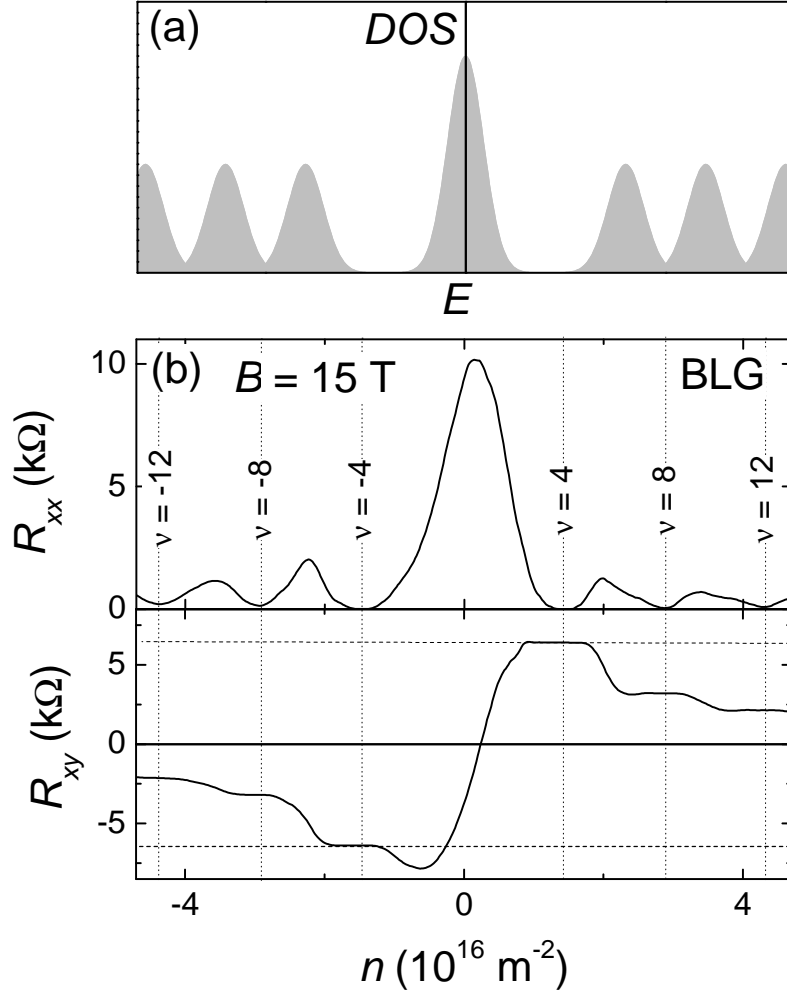 (a)
DOS
E
(b)
B = 15 T
BLG
10
5
0
R_xx (kΩ)
ν = -12
ν = -8
ν = -4
ν = 4
ν = 8
ν = 12
5
0
-5
R_xy (kΩ)
-4 0 4
n (10^16 m^-2)